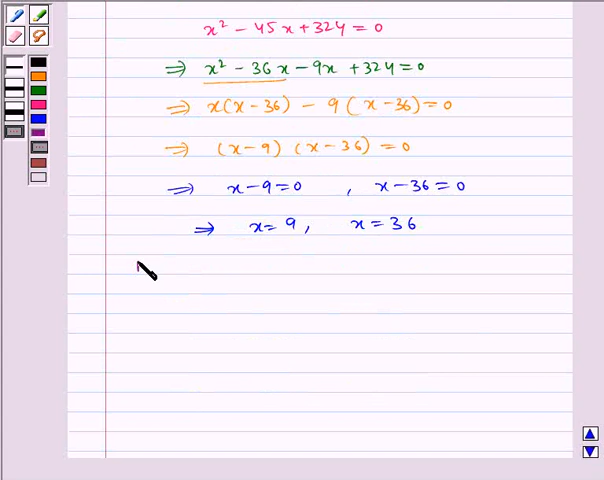 x² - 45x + 324 = 0
⇒ x² - 36x - 9x + 324 = 0
⇒ x(x-36) - 9(x-36) = 0
⇒ (x-9) (x-36) = 0
⇒ x-9=0 , x-36=0
⇒ x=9, x=36